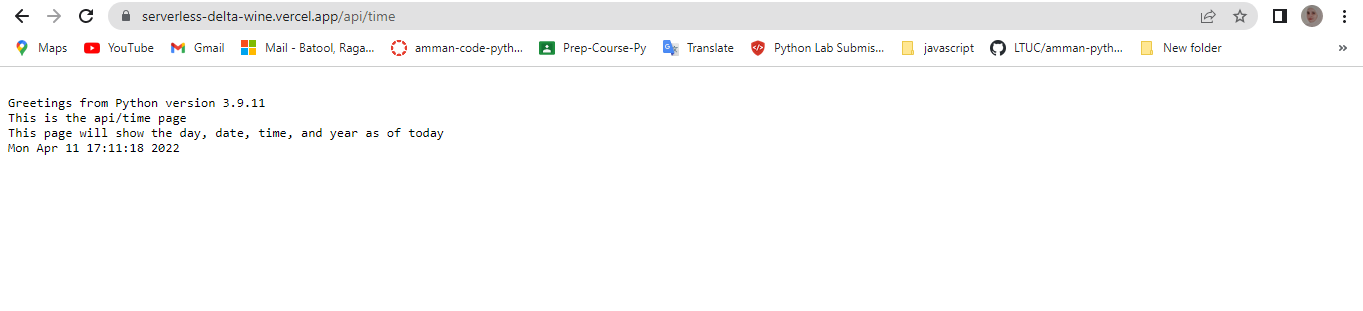 serverless-delta-wine.vercel.app/api/time
Maps YouTube Gmail Mail - Batool, Raga... amman-code-pyth... Prep-Course-Py Translate Python Lab Submis... javascript LTUC/amman-pyth... New folder »
Greetings from Python version 3.9.11
This is the api/time page
This page will show the day, date, time, and year as of today
Mon Apr 11 17:11:18 2022